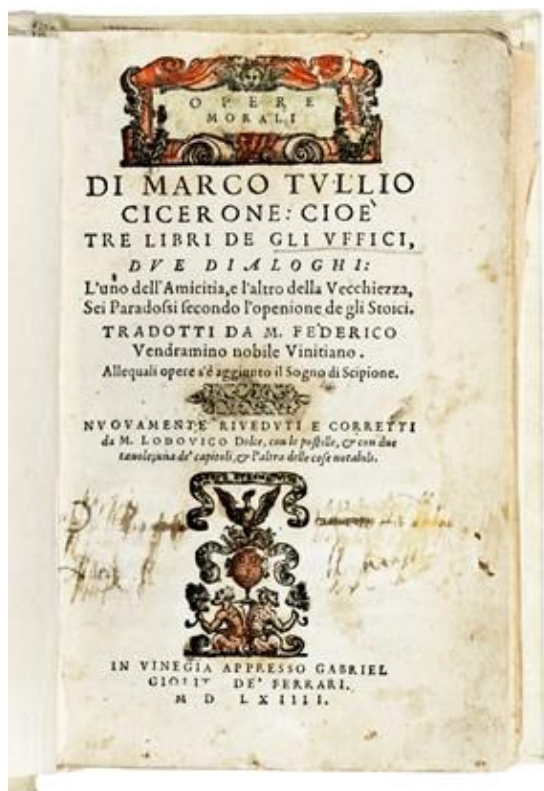 OPERE
MORALI
DI MARCO TVLLIO
CICERONE: CIOE`
TRE LIBRI DE GLI VFFICI,
DVE DIALOGHI:
L'uno dell'Amicitia, e l'altro della Vecchiezza,
Sei Paradossi secondo l'openione de gli Stoici.
TRADOTTI DA M. FEDERICO
Vendramino nobile Vinitiano.
Allequali opere s'è aggiunto il Sogno di Scipione.
NVOVAMENTE RIVEDVTI E CORRETTI
da M. LODOVICO Dolce, con le postille, & con due
tauole; una de' capitoli, & l'altra delle cose notabili.
IN VINEGIA APPRESSO GABRIEL
GIOLIT DE' FERRARI.
M D LXIIII.